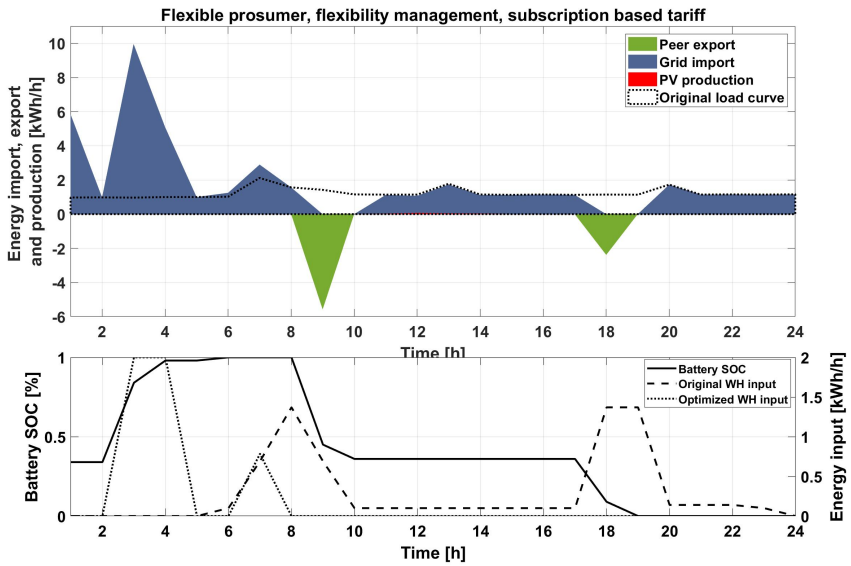 Flexible prosumer, flexibility management, subscription based tariff
Energy import, export
and production [kWh/h]
10
8
6
4
2
0
-2
-4
-6
Peer export
Grid import
PV production
Original load curve
2 4 6 8 10 12 14 16 18 20 22 24
Time [h]
Battery SOC [%]
1
0.5
0
Battery SOC
Original WH input
Optimized WH input
2
1.5
1
0.5
0
Energy input [kWh/h]
2 4 6 8 10 12 14 16 18 20 22 24
Time [h]